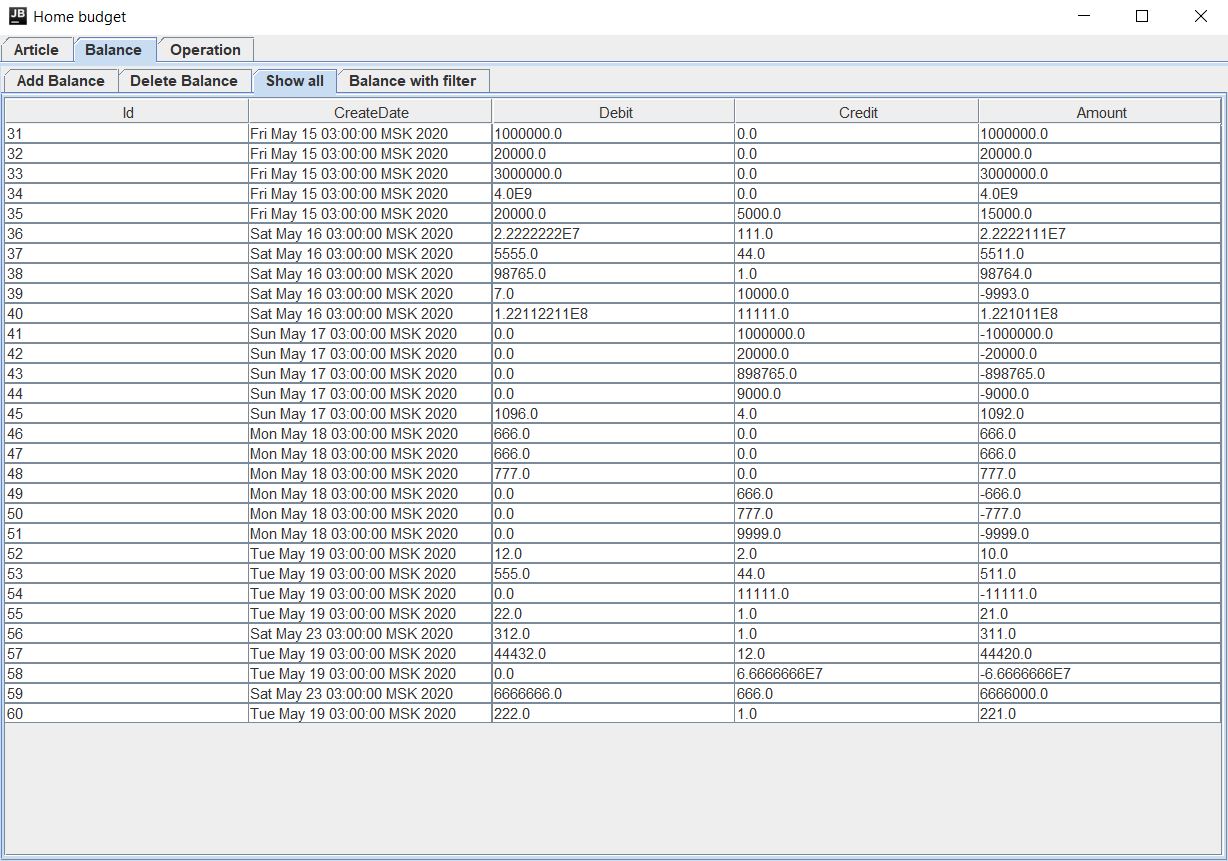 JB Home budget
Article Balance Operation
Add Balance Delete Balance Show all Balance with filter
Id CreateDate Debit Credit Amount
31 Fri May 15 03:00:00 MSK 2020 1000000.0 0.0 1000000.0
32 Fri May 15 03:00:00 MSK 2020 20000.0 0.0 20000.0
33 Fri May 15 03:00:00 MSK 2020 3000000.0 0.0 3000000.0
34 Fri May 15 03:00:00 MSK 2020 4.0E9 0.0 4.0E9
35 Fri May 15 03:00:00 MSK 2020 20000.0 5000.0 15000.0
36 Sat May 16 03:00:00 MSK 2020 2.2222222E7 111.0 2.2222111E7
37 Sat May 16 03:00:00 MSK 2020 5555.0 44.0 5511.0
38 Sat May 16 03:00:00 MSK 2020 98765.0 1.0 98764.0
39 Sat May 16 03:00:00 MSK 2020 7.0 10000.0 -9993.0
40 Sat May 16 03:00:00 MSK 2020 1.22112211E8 11111.0 1.221011E8
41 Sun May 17 03:00:00 MSK 2020 0.0 1000000.0 -1000000.0
42 Sun May 17 03:00:00 MSK 2020 0.0 20000.0 -20000.0
43 Sun May 17 03:00:00 MSK 2020 0.0 898765.0 -898765.0
44 Sun May 17 03:00:00 MSK 2020 0.0 9000.0 -9000.0
45 Sun May 17 03:00:00 MSK 2020 1096.0 4.0 1092.0
46 Mon May 18 03:00:00 MSK 2020 666.0 0.0 666.0
47 Mon May 18 03:00:00 MSK 2020 666.0 0.0 666.0
48 Mon May 18 03:00:00 MSK 2020 777.0 0.0 777.0
49 Mon May 18 03:00:00 MSK 2020 0.0 666.0 -666.0
50 Mon May 18 03:00:00 MSK 2020 0.0 777.0 -777.0
51 Mon May 18 03:00:00 MSK 2020 0.0 9999.0 -9999.0
52 Tue May 19 03:00:00 MSK 2020 12.0 2.0 10.0
53 Tue May 19 03:00:00 MSK 2020 555.0 44.0 511.0
54 Tue May 19 03:00:00 MSK 2020 0.0 11111.0 -11111.0
55 Tue May 19 03:00:00 MSK 2020 22.0 1.0 21.0
56 Sat May 23 03:00:00 MSK 2020 312.0 1.0 311.0
57 Tue May 19 03:00:00 MSK 2020 44432.0 12.0 44420.0
58 Tue May 19 03:00:00 MSK 2020 0.0 6.6666666E7 -6.6666666E7
59 Sat May 23 03:00:00 MSK 2020 6666666.0 666.0 6666000.0
60 Tue May 19 03:00:00 MSK 2020 222.0 1.0 221.0